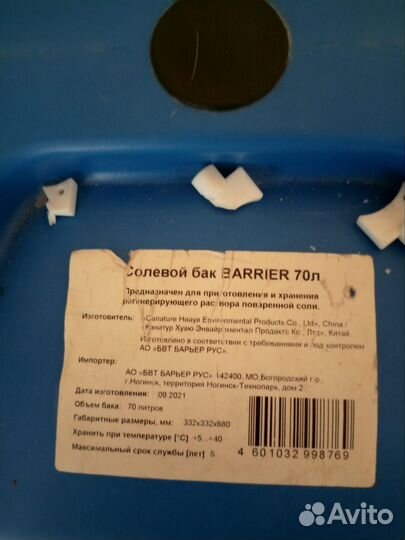 Солевой бак BARRIER 70л
Предназначен для приготовления и хранения
регенерирующего раствора поваренной соли.
Изготовитель: «Canature Huayu Environmental Products Co., Ltd», China /
«Канатур Хуаю Энвайрэментал Продактс Ко., Лтд», Китай.
Изготовлено в соответствии с требованиями и под контролем
АО «БВТ БАРЬЕР РУС»
Импортер: АО «БВТ БАРЬЕР РУС» 142400, МО,Богородский г.о.,
г.Ногинск, территория Ногинск-Технопарк, дом 2.
Дата изготовления 09.2021
Объем бака: 70 литров
Габаритные размеры, мм: 332х332х880
Хранить при температуре [°C] +5...+40
Максимальный срок службы [лет] 5
4 601032 998769
Avito